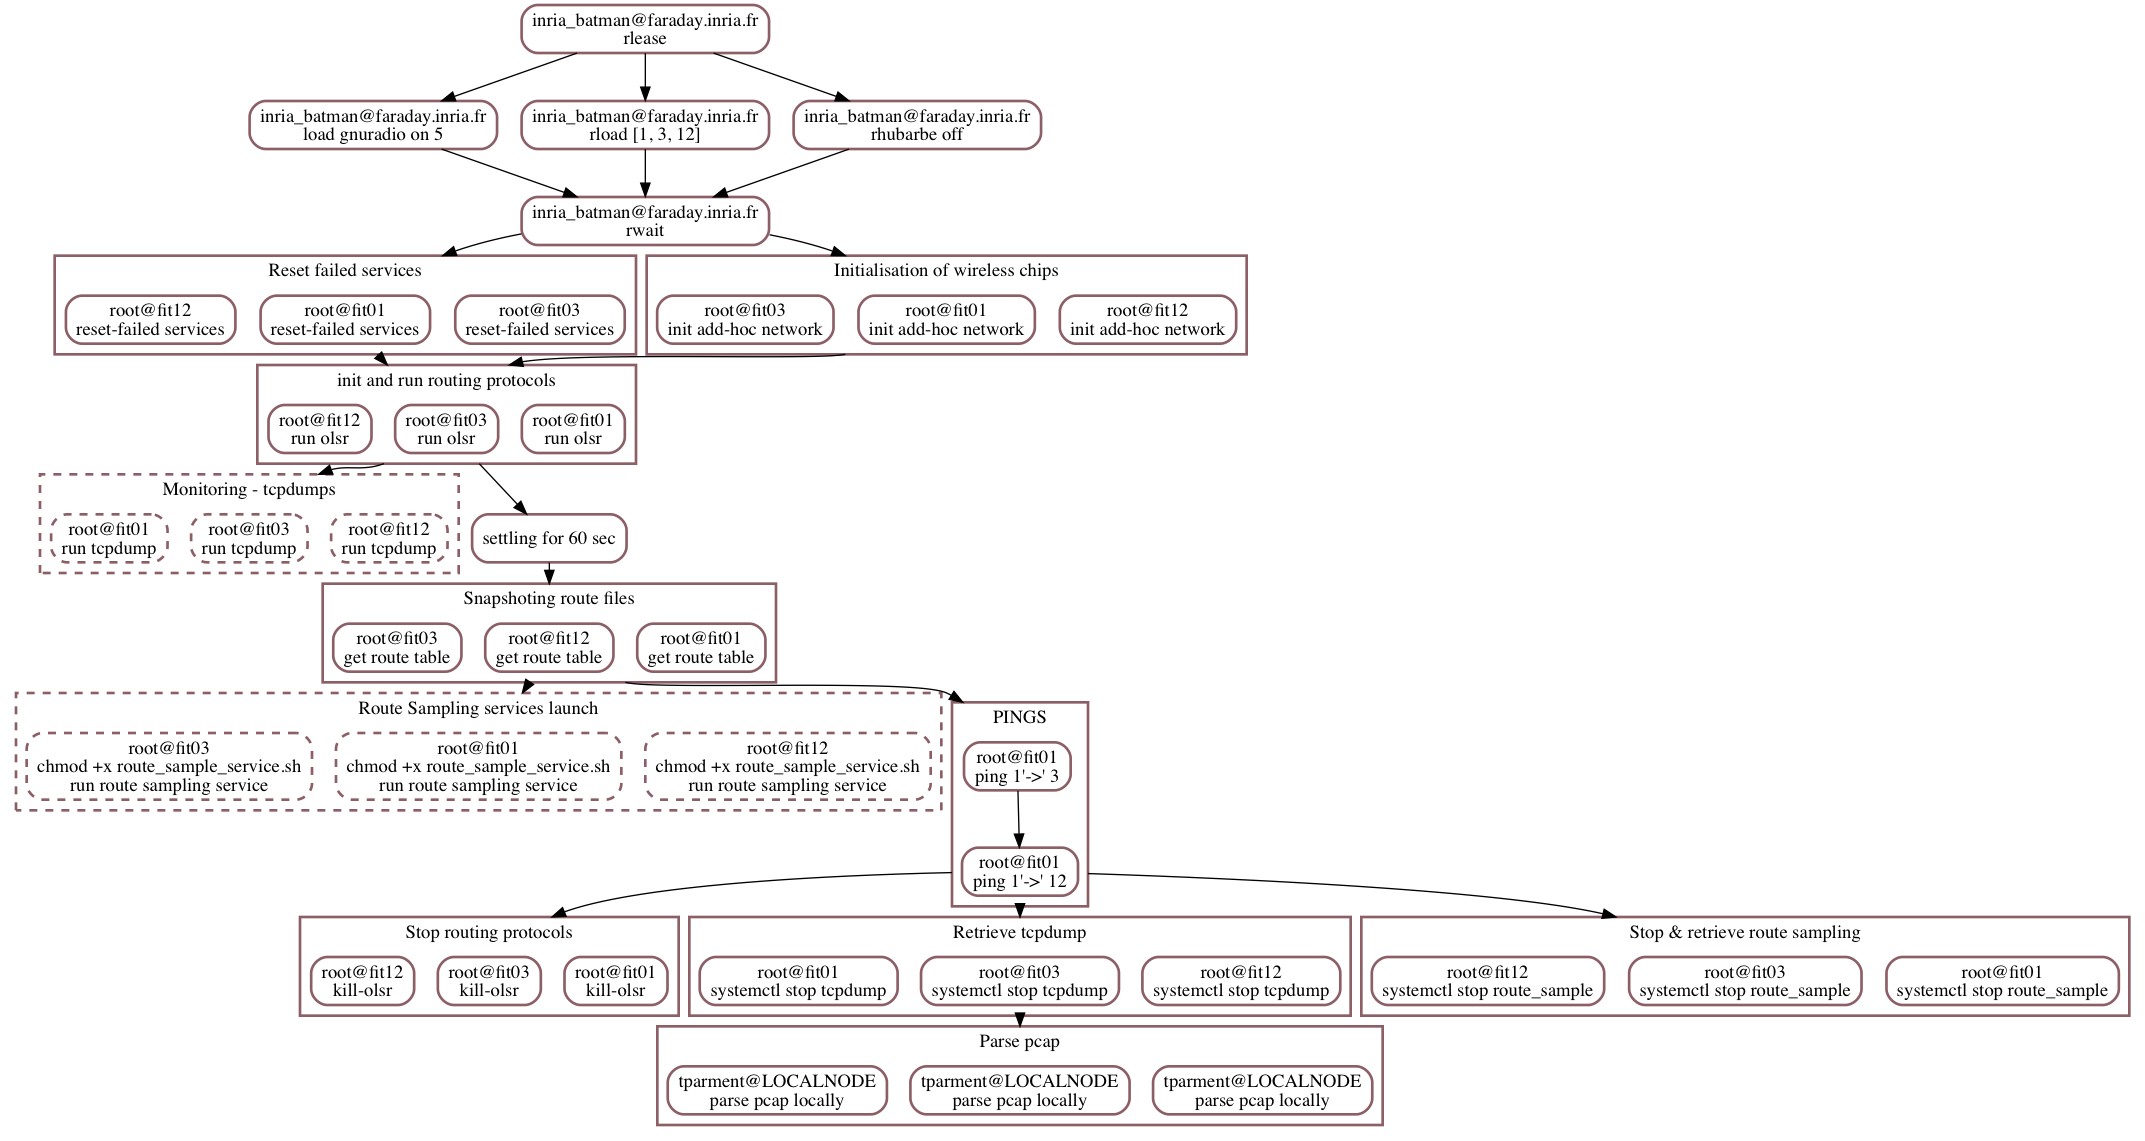 inria_batman@faraday.inria.fr
rlease
inria_batman@faraday.inria.fr
load gnuradio on 5
inria_batman@faraday.inria.fr
rload [1, 3, 12]
inria_batman@faraday.inria.fr
rhubarbe off
inria_batman@faraday.inria.fr
rwait
Reset failed services
root@fit12
reset-failed services
root@fit01
reset-failed services
root@fit03
reset-failed services
Initialisation of wireless chips
root@fit03
init add-hoc network
root@fit01
init add-hoc network
root@fit12
init add-hoc network
init and run routing protocols
root@fit12
run olsr
root@fit03
run olsr
root@fit01
run olsr
Monitoring - tcpdumps
root@fit01
run tcpdump
root@fit03
run tcpdump
root@fit12
run tcpdump
settling for 60 sec
Snapshoting route files
root@fit03
get route table
root@fit12
get route table
root@fit01
get route table
Route Sampling services launch
root@fit03
chmod +x route_sample_service.sh
run route sampling service
root@fit01
chmod +x route_sample_service.sh
run route sampling service
root@fit12
chmod +x route_sample_service.sh
run route sampling service
PINGS
root@fit01
ping 1'->' 3
root@fit01
ping 1'->' 12
Stop routing protocols
root@fit12
kill-olsr
root@fit03
kill-olsr
root@fit01
kill-olsr
Retrieve tcpdump
root@fit01
systemctl stop tcpdump
root@fit03
systemctl stop tcpdump
root@fit12
systemctl stop tcpdump
Stop & retrieve route sampling
root@fit12
systemctl stop route_sample
root@fit03
systemctl stop route_sample
root@fit01
systemctl stop route_sample
Parse pcap
tparment@LOCALNODE
parse pcap locally
tparment@LOCALNODE
parse pcap locally
tparment@LOCALNODE
parse pcap locally